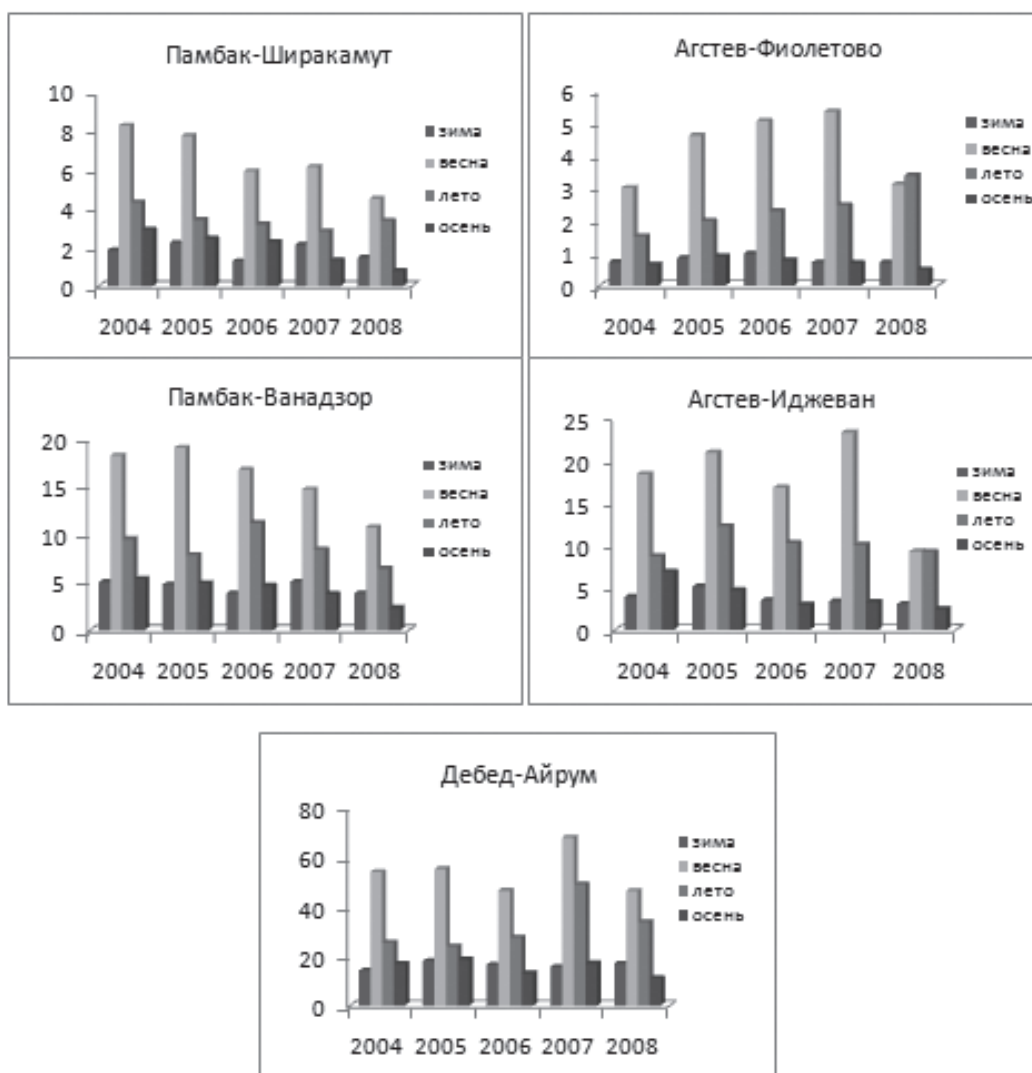 Памбак-Ширакамут
10
8
6
4
2
0
2004 2005 2006 2007 2008
зима
весна
лето
осень
Агстев-Фиолетово
6
5
4
3
2
1
0
2004 2005 2006 2007 2008
зима
весна
лето
осень
Памбак-Ванадзор
20
15
10
5
0
2004 2005 2006 2007 2008
зима
весна
лето
осень
Агстев-Иджеван
25
20
15
10
5
0
2004 2005 2006 2007 2008
зима
весна
лето
осень
Дебед-Айрум
80
60
40
20
0
2004 2005 2006 2007 2008
зима
весна
лето
осень